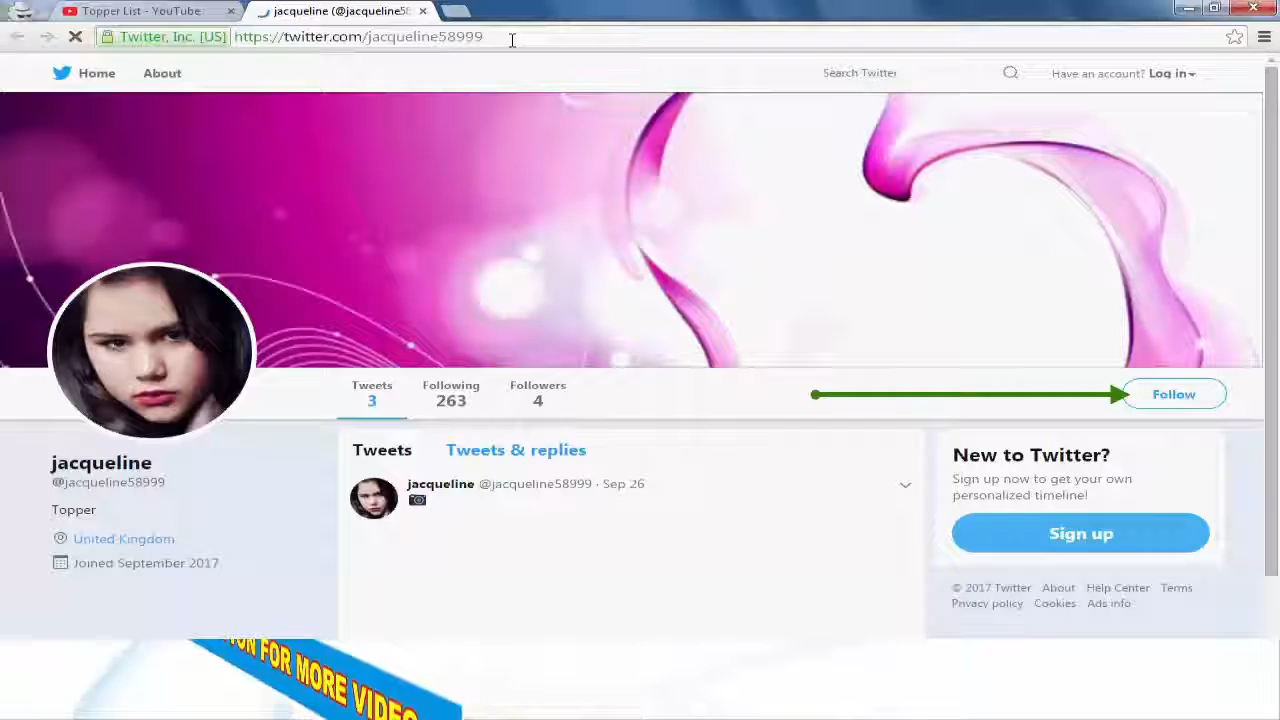 Topper List - YouTube
jacqueline (@jacqueline58
Twitter, Inc. [US] https://twitter.com/jacqueline58999
Home About Search Twitter Have an account? Log in
Tweets Following Followers
3 263 4
Follow
jacqueline
@jacqueline58999
Topper
United Kingdom
Joined September 2017
Tweets Tweets & replies
jacqueline @jacqueline58999 · Sep 26
New to Twitter?
Sign up now to get your own
personalized timeline!
Sign up
© 2017 Twitter About Help Center Terms
Privacy policy Cookies Ads info
FOR MORE VIDEO